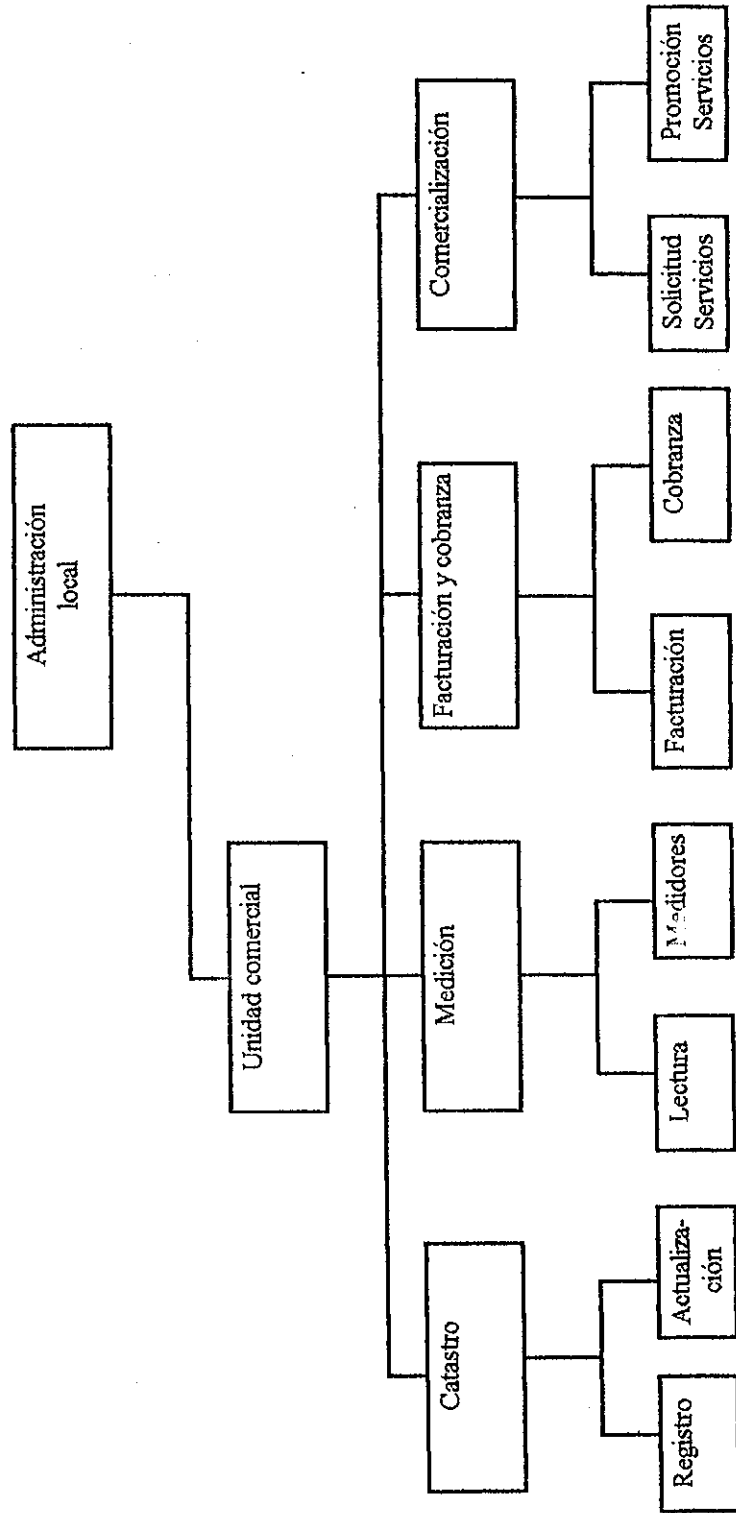 Administración
local
Unidad comercial
Catastro
Medición
Facturación y cobranza
Comercialización
Registro
Actualiza-
ción
Lectura
Medidores
Facturación
Cobranza
Solicitud
Servicios
Promoción
Servicios